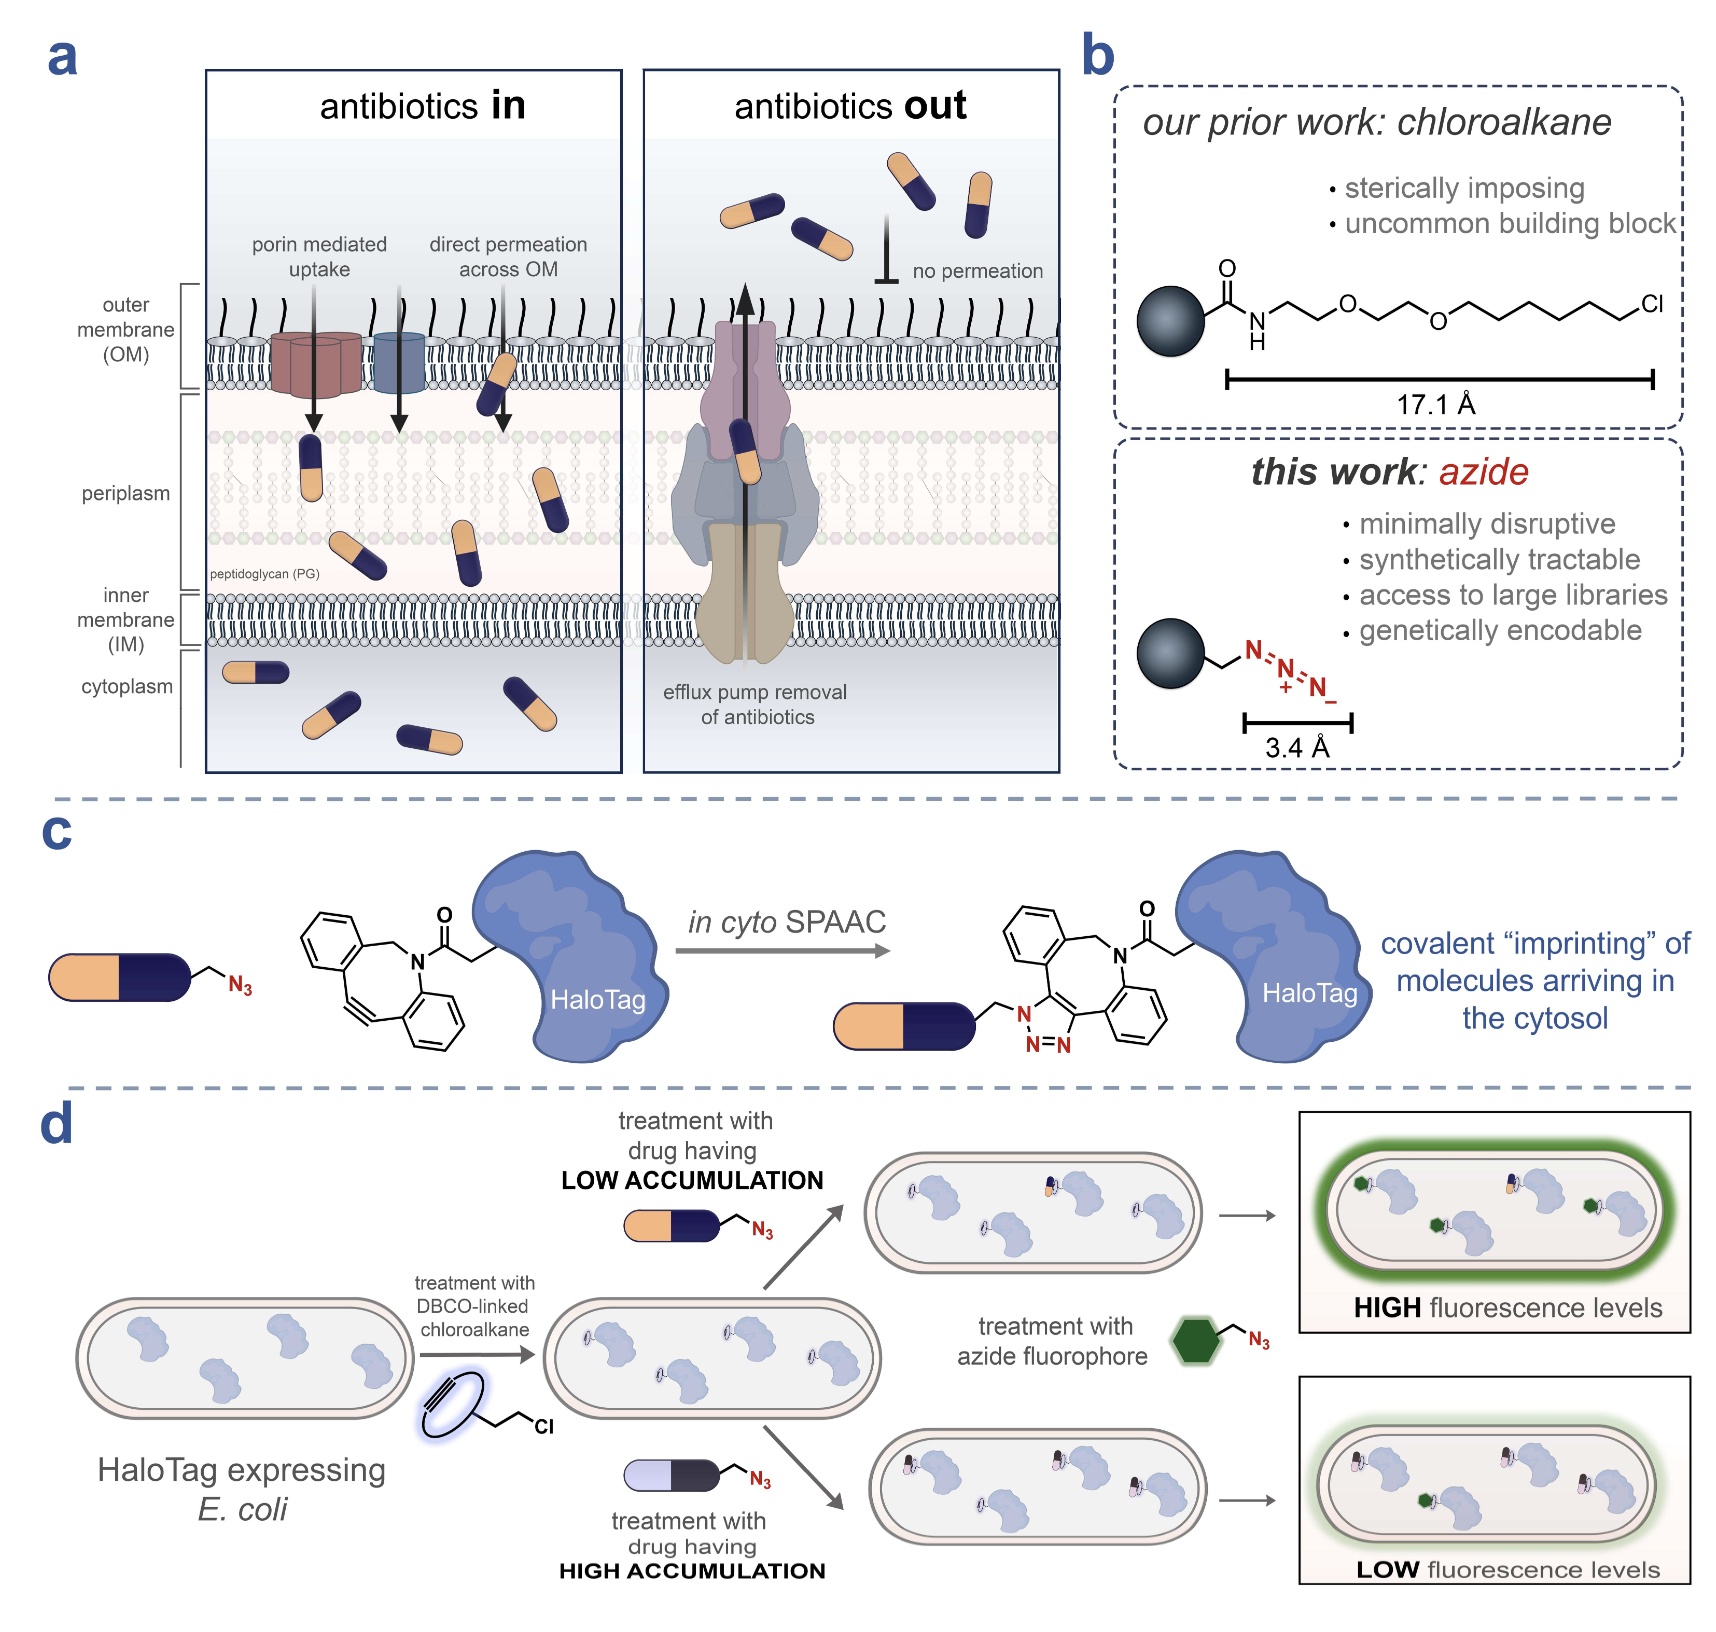 a
antibiotics in
antibiotics out
porin mediated
uptake
direct permeation
across OM
no permeation
outer
membrane
(OM)
periplasm
peptidoglycan (PG)
inner
membrane
(IM)
cytoplasm
efflux pump removal
of antibiotics
b
our prior work: chloroalkane
• sterically imposing
• uncommon building block
O
N
H
O
O
Cl
17.1 Å
this work: azide
• minimally disruptive
• synthetically tractable
• access to large libraries
• genetically encodable
N
N
+
N
−
3.4 Å
c
N3
O
N
HaloTag
in cyto SPAAC
O
N
N
N=N
HaloTag
covalent “imprinting” of
molecules arriving in
the cytosol
d
HaloTag expressing
E. coli
treatment with
DBCO-linked
chloroalkane
Cl
treatment with
drug having
LOW ACCUMULATION
N3
N3
treatment with
drug having
HIGH ACCUMULATION
treatment with
azide fluorophore
N3
HIGH fluorescence levels
LOW fluorescence levels